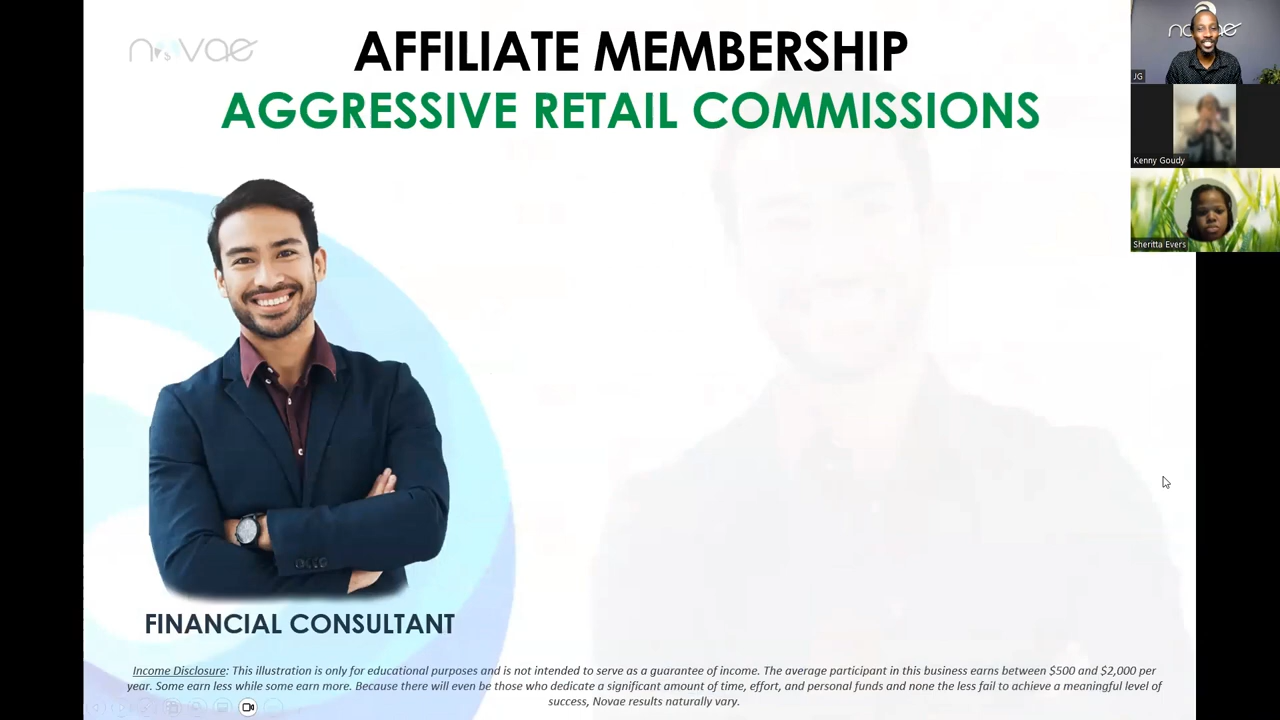 novae
AFFILIATE MEMBERSHIP
AGGRESSIVE RETAIL COMMISSIONS
JG
Kenny Goudy
Sheritta Evers
FINANCIAL CONSULTANT
Income Disclosure: This illustration is only for educational purposes and is not intended to serve as a guarantee of income. The average participant in this business earns between $500 and $2,000 per
year. Some earn less while some earn more. Because there will even be those who dedicate a significant amount of time, effort, and personal funds and none the less fail to achieve a meaningful level of
success, Novae results naturally vary.